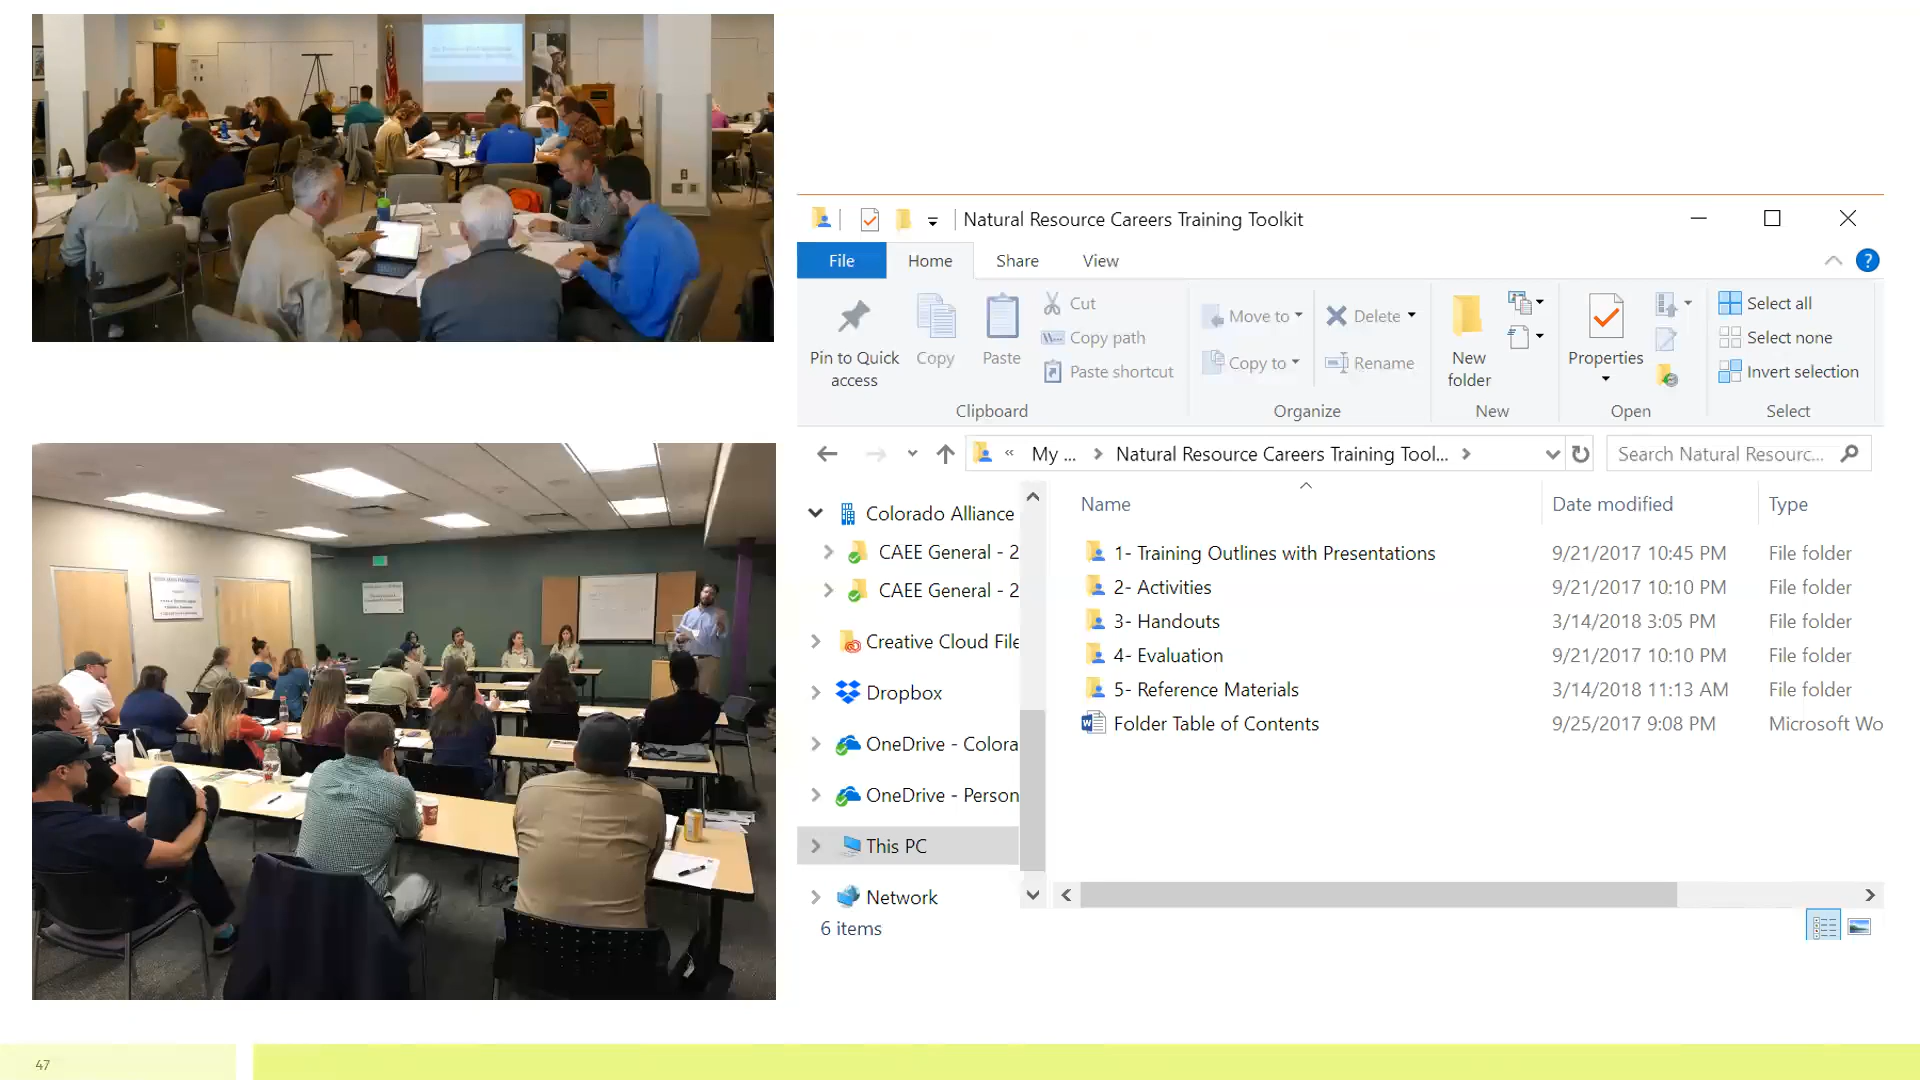 Natural Resource Careers Training Toolkit
File Home Share View
Pin to Quick access
Copy
Paste
Cut
Copy path
Paste shortcut
Clipboard
Move to
Copy to
Delete
Rename
Organize
New folder
New
Properties
Open
Select all
Select none
Invert selection
Select
« My ... Natural Resource Careers Training Tool...
Search Natural Resourc...
Colorado Alliance
CAEE General - 2
CAEE General - 2
Creative Cloud File
Dropbox
OneDrive - Colora
OneDrive - Person
This PC
Network
Name Date modified Type
1- Training Outlines with Presentations 9/21/2017 10:45 PM File folder
2- Activities 9/21/2017 10:10 PM File folder
3- Handouts 3/14/2018 3:05 PM File folder
4- Evaluation 9/21/2017 10:10 PM File folder
5- Reference Materials 3/14/2018 11:13 AM File folder
Folder Table of Contents 9/25/2017 9:08 PM Microsoft Wo
6 items
47